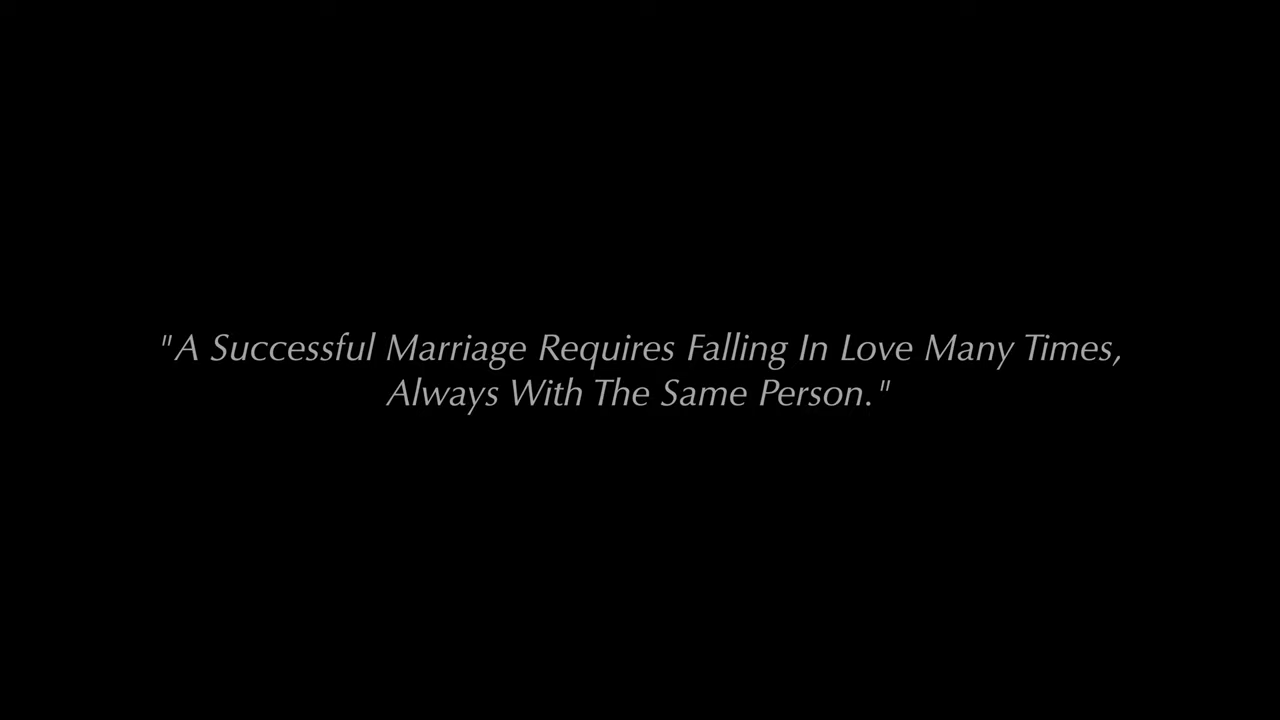 "A Successful Marriage Requires Falling In Love Many Times,
Always With The Same Person."